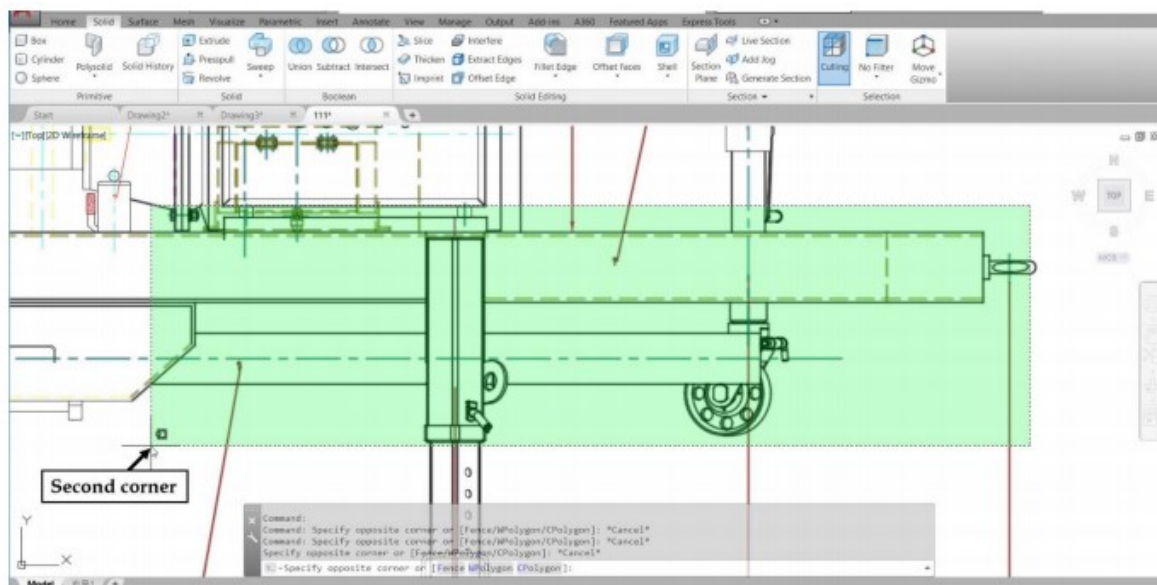 Home Solid Surface Mesh Visualize Parametric Insert Annotate View Manage Output Add-ins A360 Featured Apps Express Tools
Box
Cylinder
Sphere
Polysolid
Solid History
Primitive
Extrude
Presspull
Revolve
Sweep
Solid
Union Subtract Intersect
Boolean
Slice
Thicken
Imprint
Interfere
Extract Edges
Offset Edge
Fillet Edge
Offset Faces
Shell
Solid Editing
Section Plane
Live Section
Add Jog
Generate Section
Section
Culling
No Filter
Move Gizmo
Selection
Start Drawing2* Drawing3* 111*
[−][Top][2D Wireframe]
N
W TOP E
S
Second corner
Y
X
Command:
Command: Specify opposite corner or [Fence/WPolygon/CPolygon]: *Cancel*
Command: Specify opposite corner or [Fence/WPolygon/CPolygon]: *Cancel*
Specify opposite corner or [Fence/WPolygon/CPolygon]: *Cancel*
Specify opposite corner or [Fence WPolygon CPolygon]:
Model